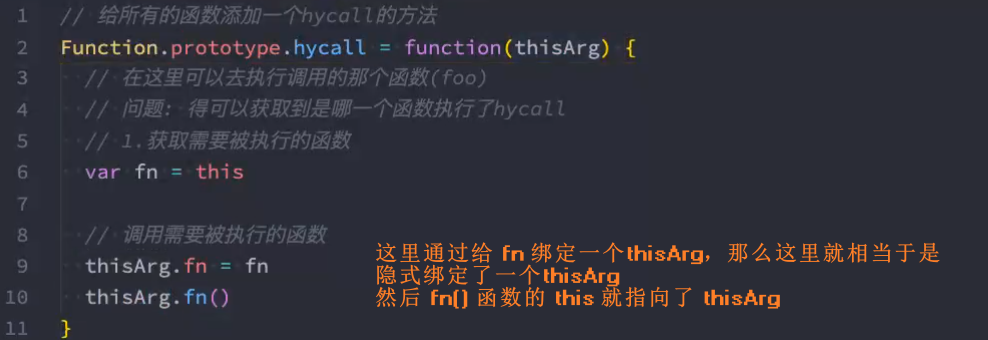 1 // 给所有的函数添加一个hycall的方法
2 Function.prototype.hycall = function(thisArg) {
3 // 在这里可以去执行调用的那个函数(foo)
4 // 问题: 得可以获取到是哪一个函数执行了hycall
5 // 1.获取需要被执行的函数
6 var fn = this
7
8 // 调用需要被执行的函数
9 thisArg.fn = fn
10 thisArg.fn()
11 }
这里通过给 fn 绑定一个thisArg，那么这里就相当于是
隐式绑定了一个thisArg
然后 fn() 函数的 this 就指向了 thisArg